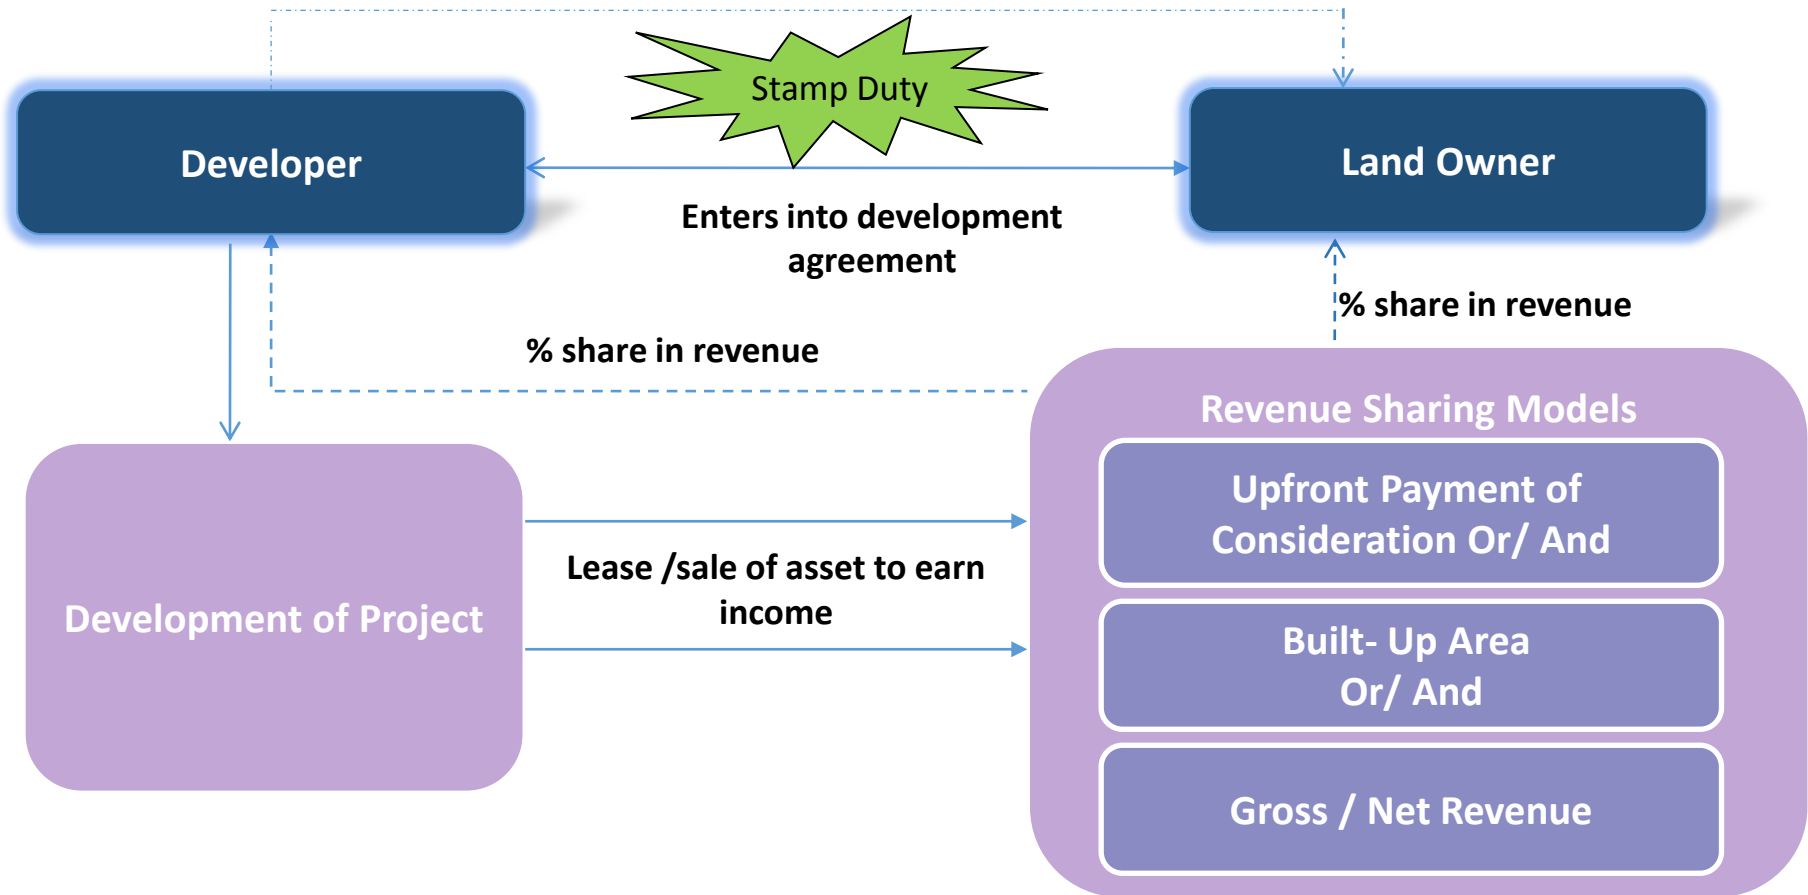 Stamp Duty
Developer
Land Owner
Enters into development
agreement
% share in revenue
% share in revenue
Revenue Sharing Models
Upfront Payment of
Consideration Or/ And
Lease /sale of asset to earn
income
Development of Project
Built- Up Area
Or/ And
Gross / Net Revenue